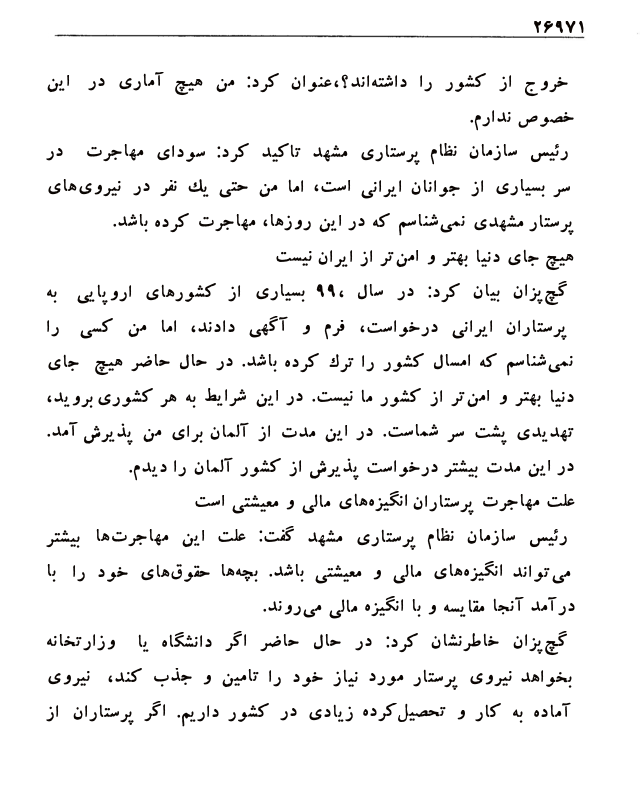 ۲۶۹۷۱
خروج از کشور را داشته‌اند؟،عنوان کرد: من هیچ آماری در این
خصوص ندارم.
رئیس سازمان نظام پرستاری مشهد تاکید کرد: سودای مهاجرت در
سر بسیاری از جوانان ایرانی است، اما من حتی یك نفر در نیروی‌های
پرستار مشهدی نمی‌شناسم که در این روزها، مهاجرت کرده باشد.
هیچ جای دنیا بهتر و امن‌تر از ایران نیست
گچ‌پزان بیان کرد: در سال ۹۹، بسیاری از کشورهای اروپایی به
پرستاران ایرانی درخواست، فرم و آگهی دادند، اما من کسی را
نمی‌شناسم که امسال کشور را ترك کرده باشد. در حال حاضر هیچ جای
دنیا بهتر و امن‌تر از کشور ما نیست. در این شرایط به هر کشوری بروید،
تهدیدی پشت سر شماست. در این مدت از آلمان برای من پذیرش آمد.
در این مدت بیشتر درخواست پذیرش از کشور آلمان را دیدم.
علت مهاجرت پرستاران انگیزه‌های مالی و معیشتی است
رئیس سازمان نظام پرستاری مشهد گفت: علت این مهاجرت‌ها بیشتر
می‌تواند انگیزه‌های مالی و معیشتی باشد. بچه‌ها حقوق‌های خود را با
درآمد آنجا مقایسه و با انگیزه مالی می‌روند.
گچ‌پزان خاطرنشان کرد: در حال حاضر اگر دانشگاه یا وزارتخانه
بخواهد نیروی پرستار مورد نیاز خود را تامین و جذب کند، نیروی
آماده به کار و تحصیل‌کرده زیادی در کشور داریم. اگر پرستاران از